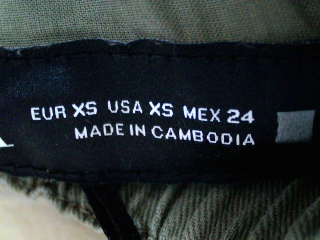 EUR XS USA XS MEX 24
MADE IN CAMBODIA